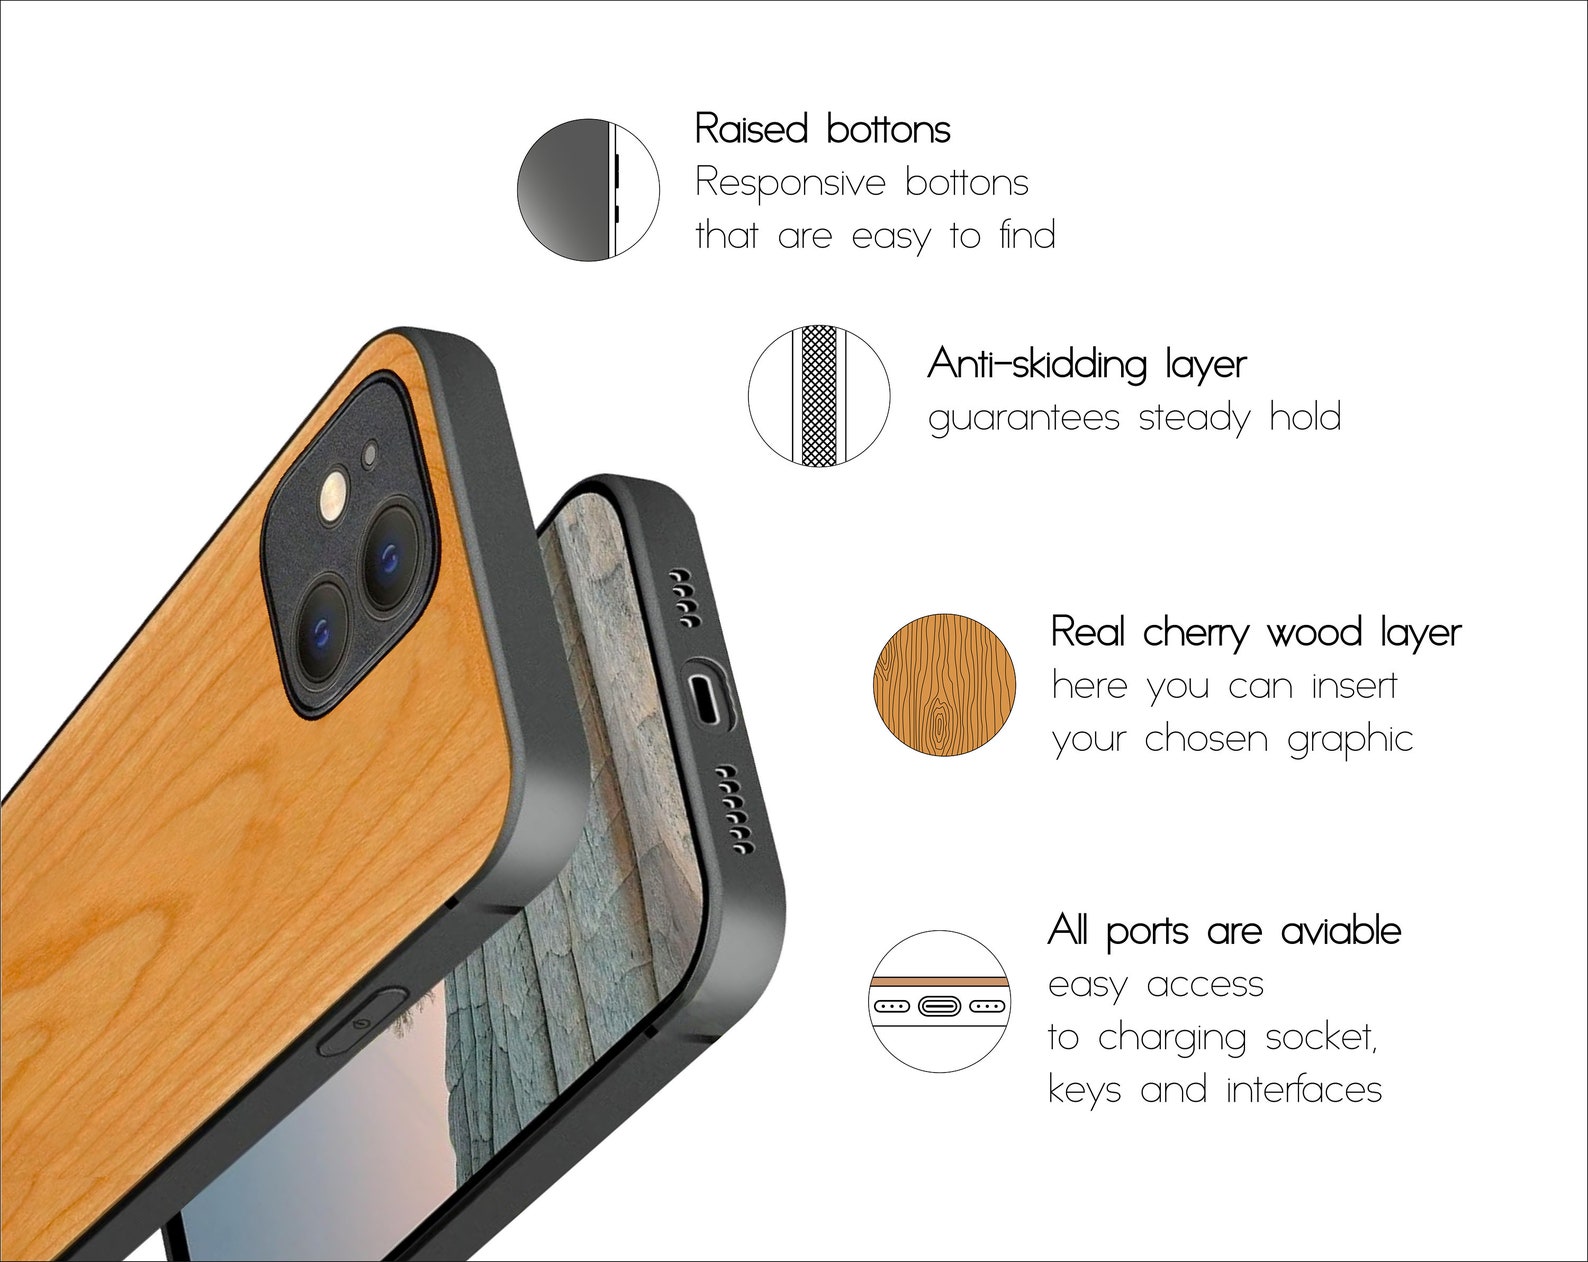 Raised bottons
Responsive bottons
that are easy to find
Anti-skidding layer
guarantees steady hold
Real cherry wood layer
here you can insert
your chosen graphic
All ports are aviable
easy access
to charging socket,
keys and interfaces